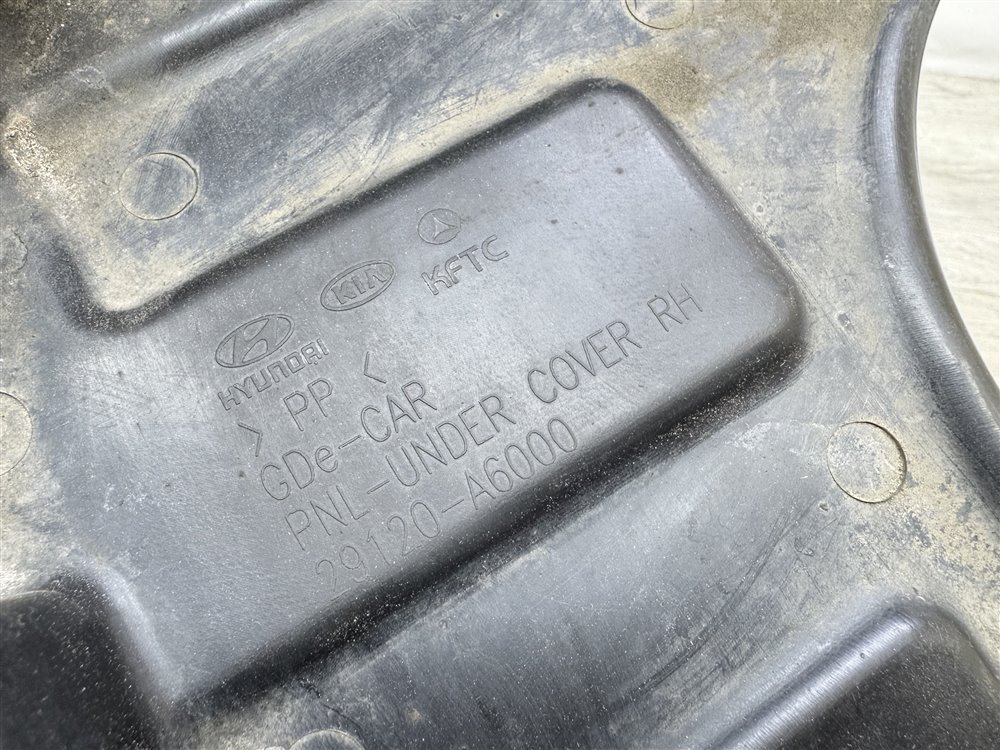 HYUNDAI
KIA
KFTC
> PP <
GDe-CAR
PNL-UNDER COVER RH
29120-A6000